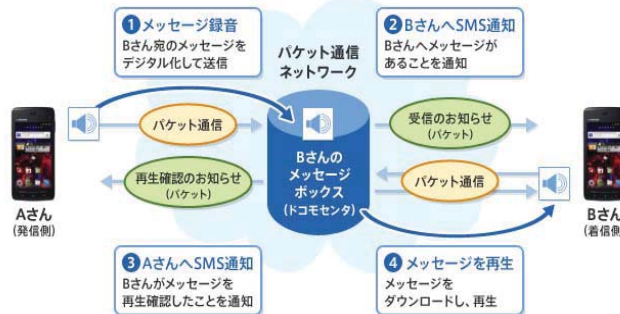 1 メッセージ録音
Bさん宛のメッセージを
デジタル化して送信
パケット通信
ネットワーク
2 BさんへSMS通知
Bさんへメッセージが
あることを通知
パケット通信
受信のお知らせ
(パケット)
再生確認のお知らせ
(パケット)
Bさんの
メッセージ
ボックス
(ドコモセンタ)
パケット通信
Aさん
(発信側)
Bさん
(着信側)
3 AさんへSMS通知
Bさんがメッセージを
再生確認したことを通知
4 メッセージを再生
メッセージを
ダウンロードし、再生